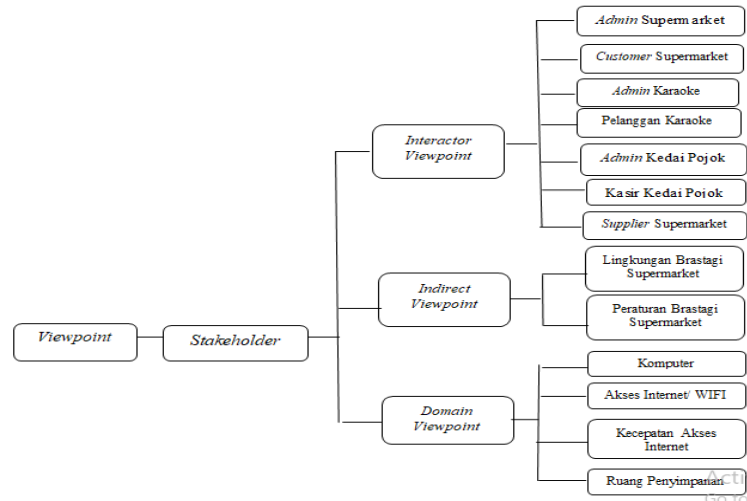 Viewpoint
Stakeholder
Interactor
Viewpoint
Admin Supermarket
Customer Supermarket
Admin Karaoke
Pelanggan Karaoke
Admin Kedai Pojok
Kasir Kedai Pojok
Supplier Supermarket
Indirect
Viewpoint
Lingkungan Brastagi
Supermarket
Peraturan Brastagi
Supermarket
Domain
Viewpoint
Komputer
Akses Internet/ WIFI
Kecepatan Akses
Internet
Ruang Penyimpanan